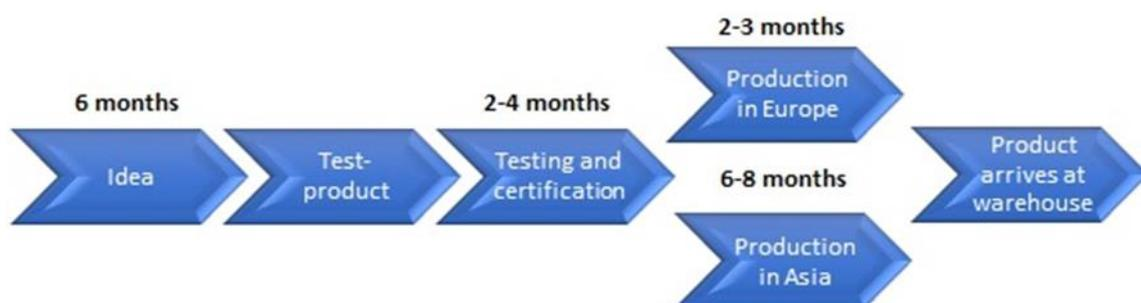 6 months
Idea
Test-
product
2-4 months
Testing and
certification
2-3 months
Production
in Europe
6-8 months
Production
in Asia
Product
arrives at
warehouse